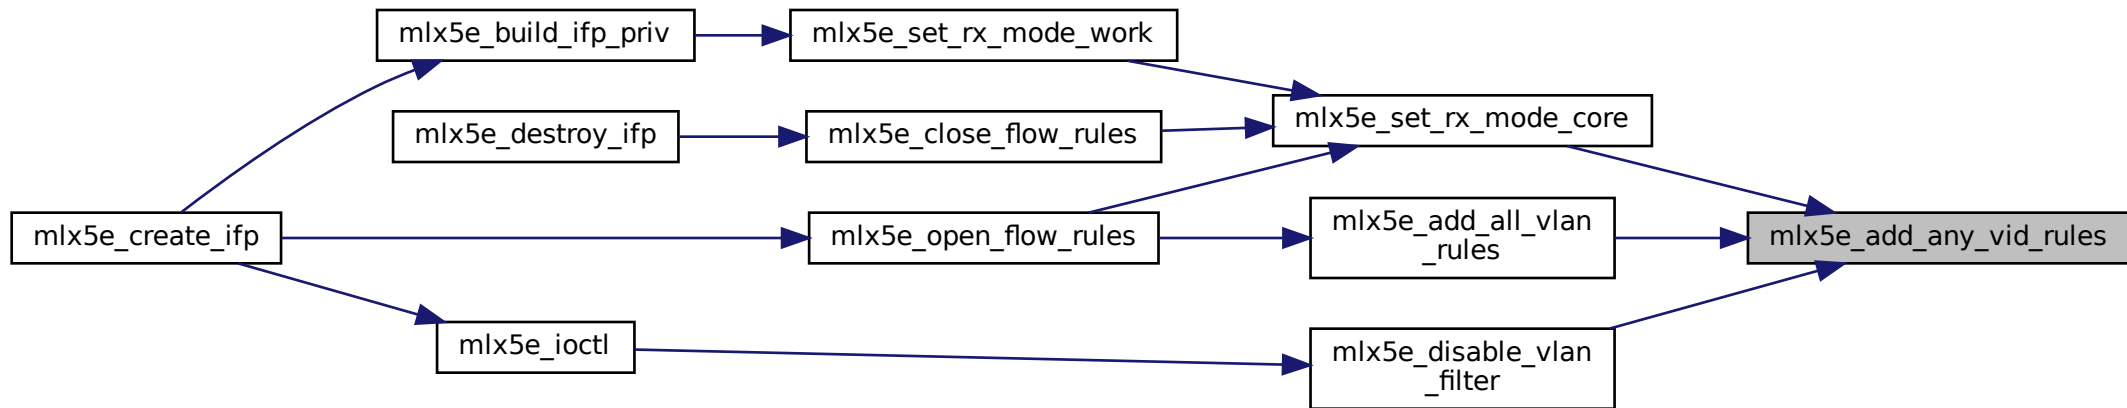 mlx5e_build_ifp_priv
mlx5e_set_rx_mode_work
mlx5e_destroy_ifp
mlx5e_close_flow_rules
mlx5e_set_rx_mode_core
mlx5e_create_ifp
mlx5e_open_flow_rules
mlx5e_add_all_vlan
_rules
mlx5e_add_any_vid_rules
mlx5e_ioctl
mlx5e_disable_vlan
_filter